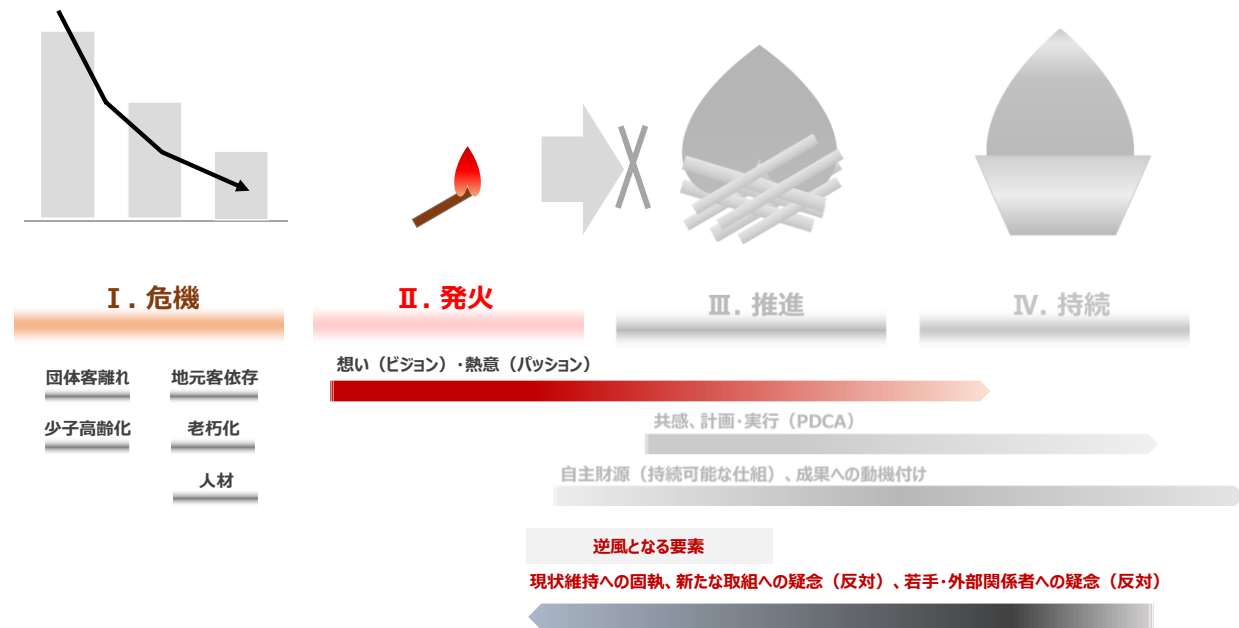 Ⅰ. 危機
Ⅱ. 発火
Ⅲ. 推進
Ⅳ. 持続
想い（ビジョン）・熱意（パッション）
団体客離れ
地元客依存
少子高齢化
老朽化
人材
共感、計画・実行（PDCA）
自主財源（持続可能な仕組）、成果への動機付け
逆風となる要素
現状維持への固執、新たな取組への疑念（反対）、若手・外部関係者への疑念（反対）